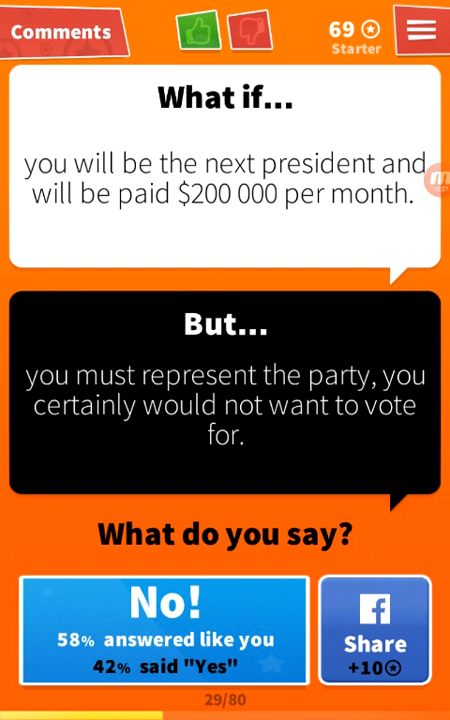 Comments
69
Starter
What if...
you will be the next president and
will be paid $200 000 per month.
But...
you must represent the party, you
certainly would not want to vote
for.
What do you say?
No!
58% answered like you
42% said "Yes"
Share
+10
29/80